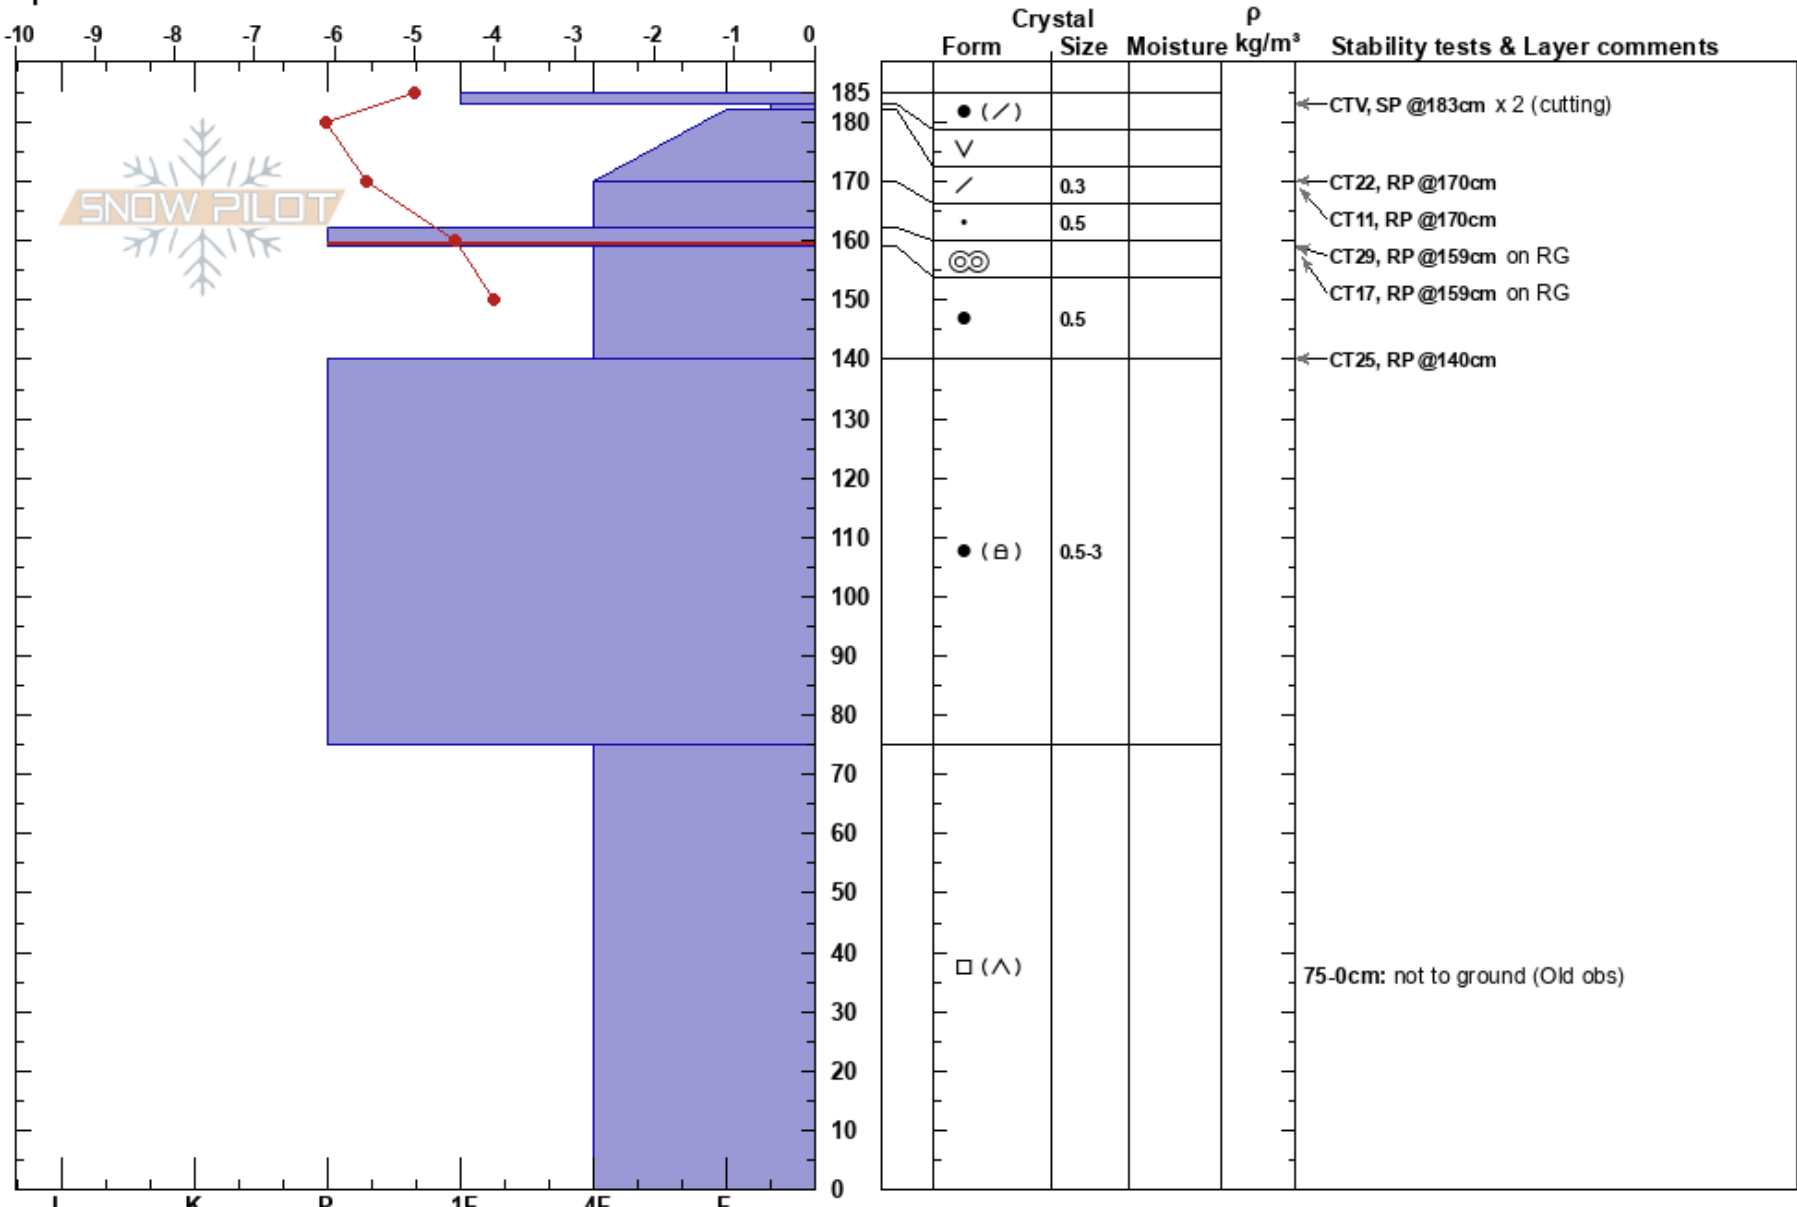 -10 -9 -8 -7 -6 -5 -4 -3 -2 -1 0
Crystal ρ
Form Size Moisture kg/m³ Stability tests & Layer comments
185
CTV, SP @183cm x 2 (cutting)
180
170 0.3 CT22, RP @170cm
SNOW PILOT
0.5 CT11, RP @170cm
160 CT29, RP @159cm on RG
150 CT17, RP @159cm on RG
0.5
140 CT25, RP @140cm
130
120
110
0.5-3
100
90
80
70
60
50
40
75-0cm: not to ground (Old obs)
30
20
10
0
I K P 1F 4F F